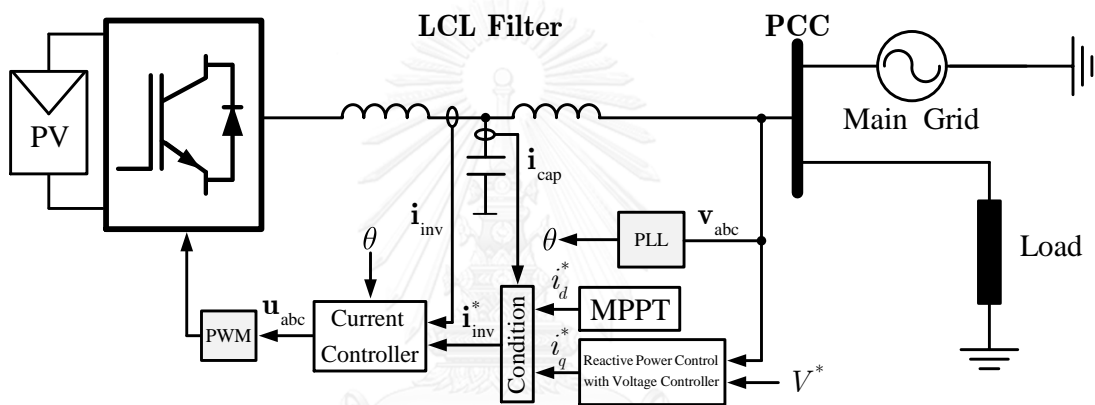 LCL Filter
PCC
PV
Main Grid
i_cap
i_inv
v_abc
θ
θ
PLL
Load
i_d^*
MPPT
u_abc
i_inv^*
Condition
PWM
Current
Controller
i_q^*
Reactive Power Control
with Voltage Controller
V^*